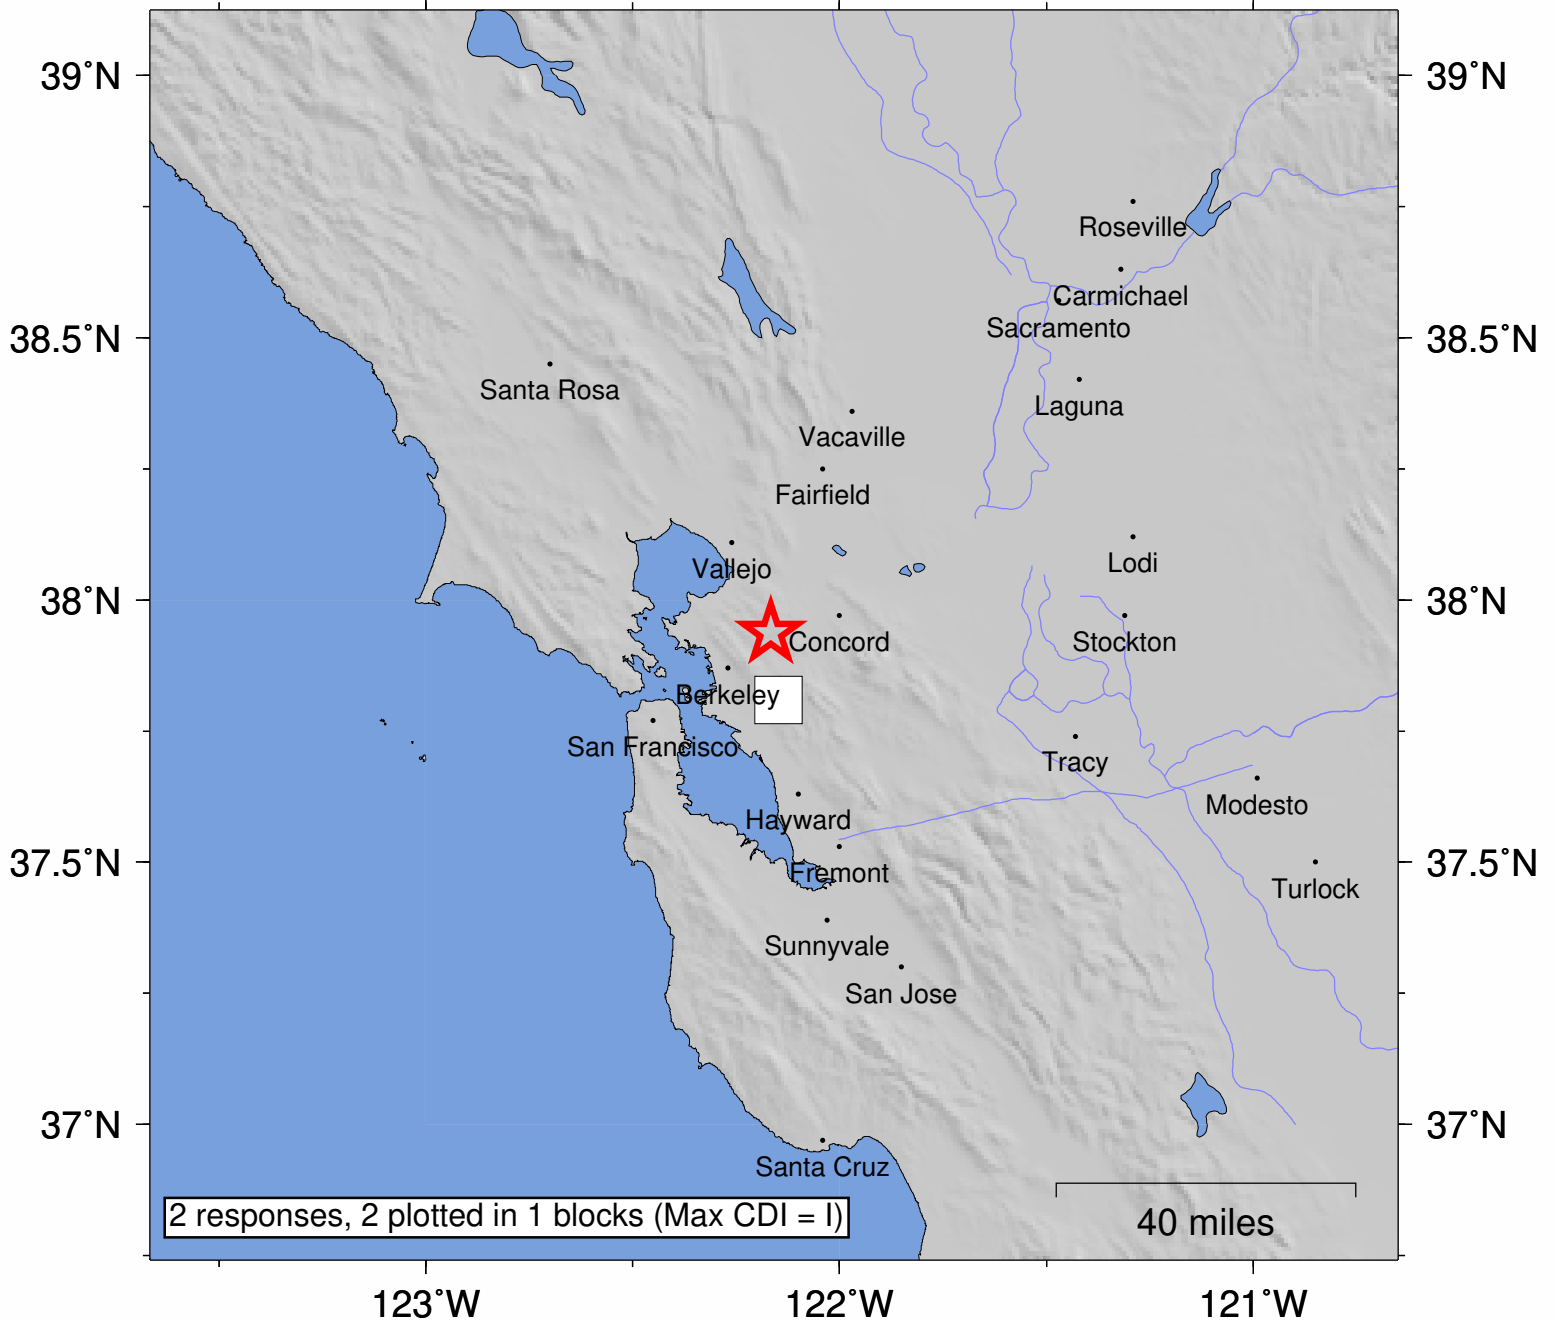 39°N
39°N
Roseville
Carmichael
Sacramento
38.5°N
38.5°N
Santa Rosa
Laguna
Vacaville
Fairfield
Lodi
Vallejo
38°N
38°N
Concord
Stockton
Berkeley
San Francisco
Tracy
Modesto
Hayward
37.5°N
37.5°N
Fremont
Turlock
Sunnyvale
San Jose
37°N
37°N
Santa Cruz
2 responses, 2 plotted in 1 blocks (Max CDI = I)
40 miles
123°W
122°W
121°W